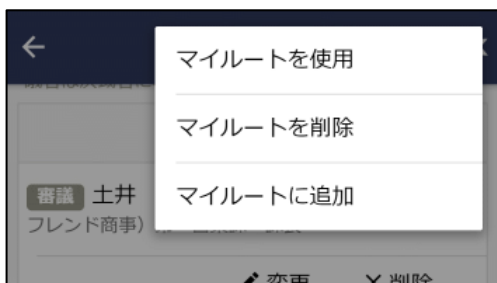 マイルートを使用
マイルートを削除
マイルートに追加
審議 土井
フレンド商事)
変更 削除